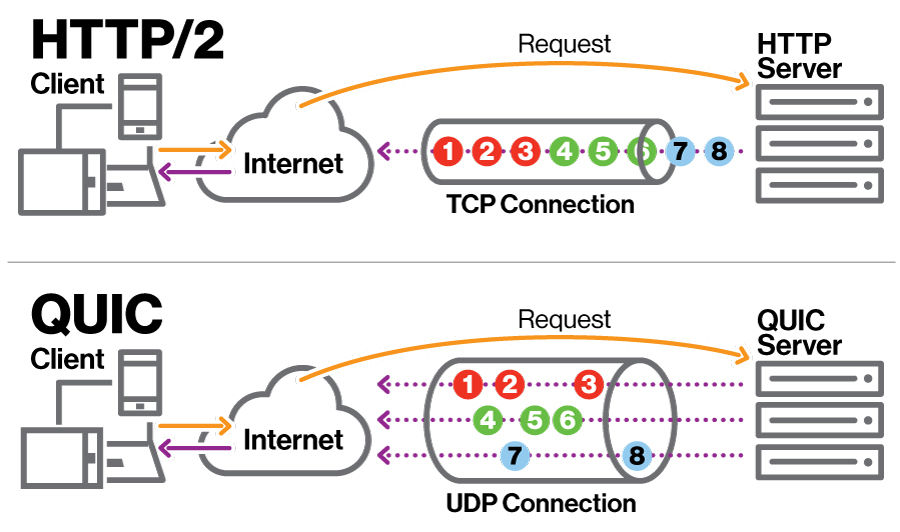 HTTP/2
Client
Request
HTTP
Server
Internet
1 2 3 4 5 6 7 8
TCP Connection
QUIC
Client
Request
QUIC
Server
Internet
1 2 3
4 5 6
7 8
UDP Connection